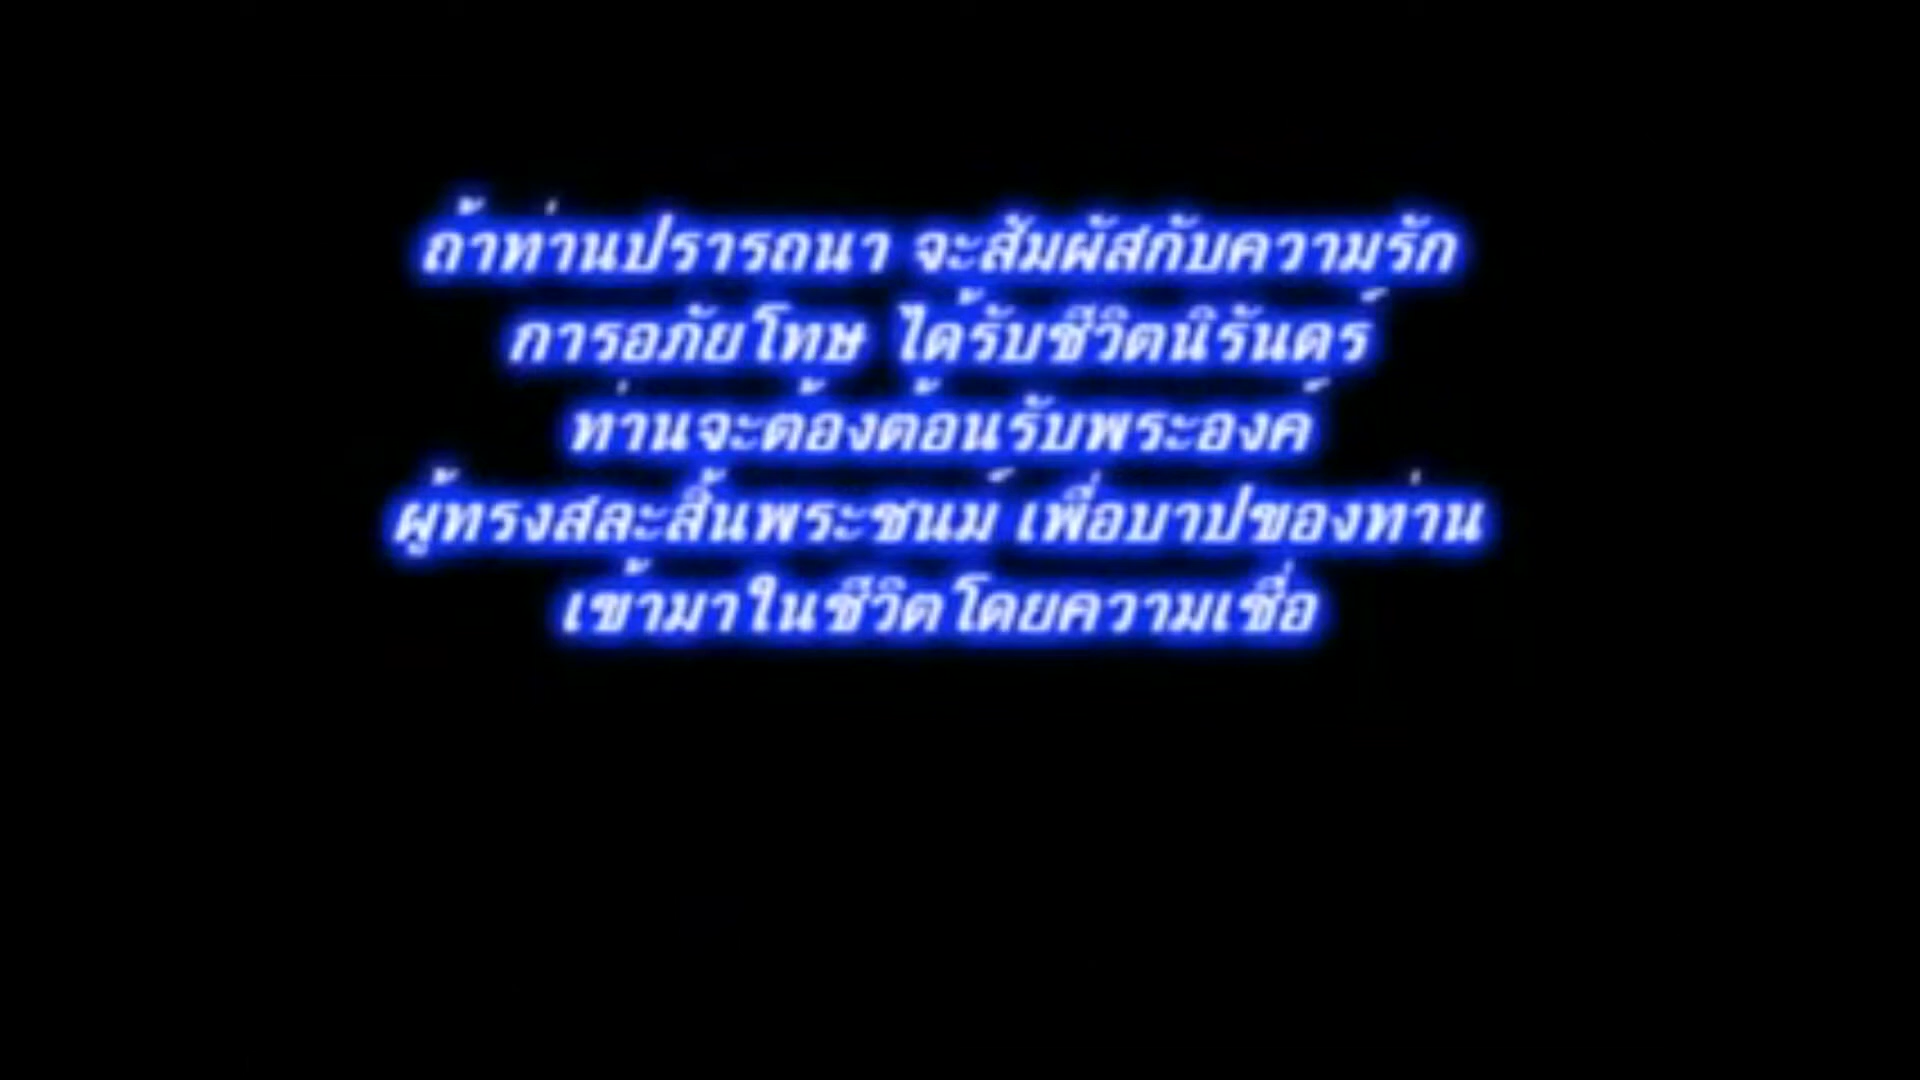 ถ้าท่านปรารถนา จะสัมผัสกับความรัก
การอภัยโทษ ได้รับชีวิตนิรันดร์
ท่านจะต้องต้อนรับพระองค์
ผู้ทรงสละสิ้นพระชนม์ เพื่อบาปของท่าน
เข้ามาในชีวิตโดยความเชื่อ